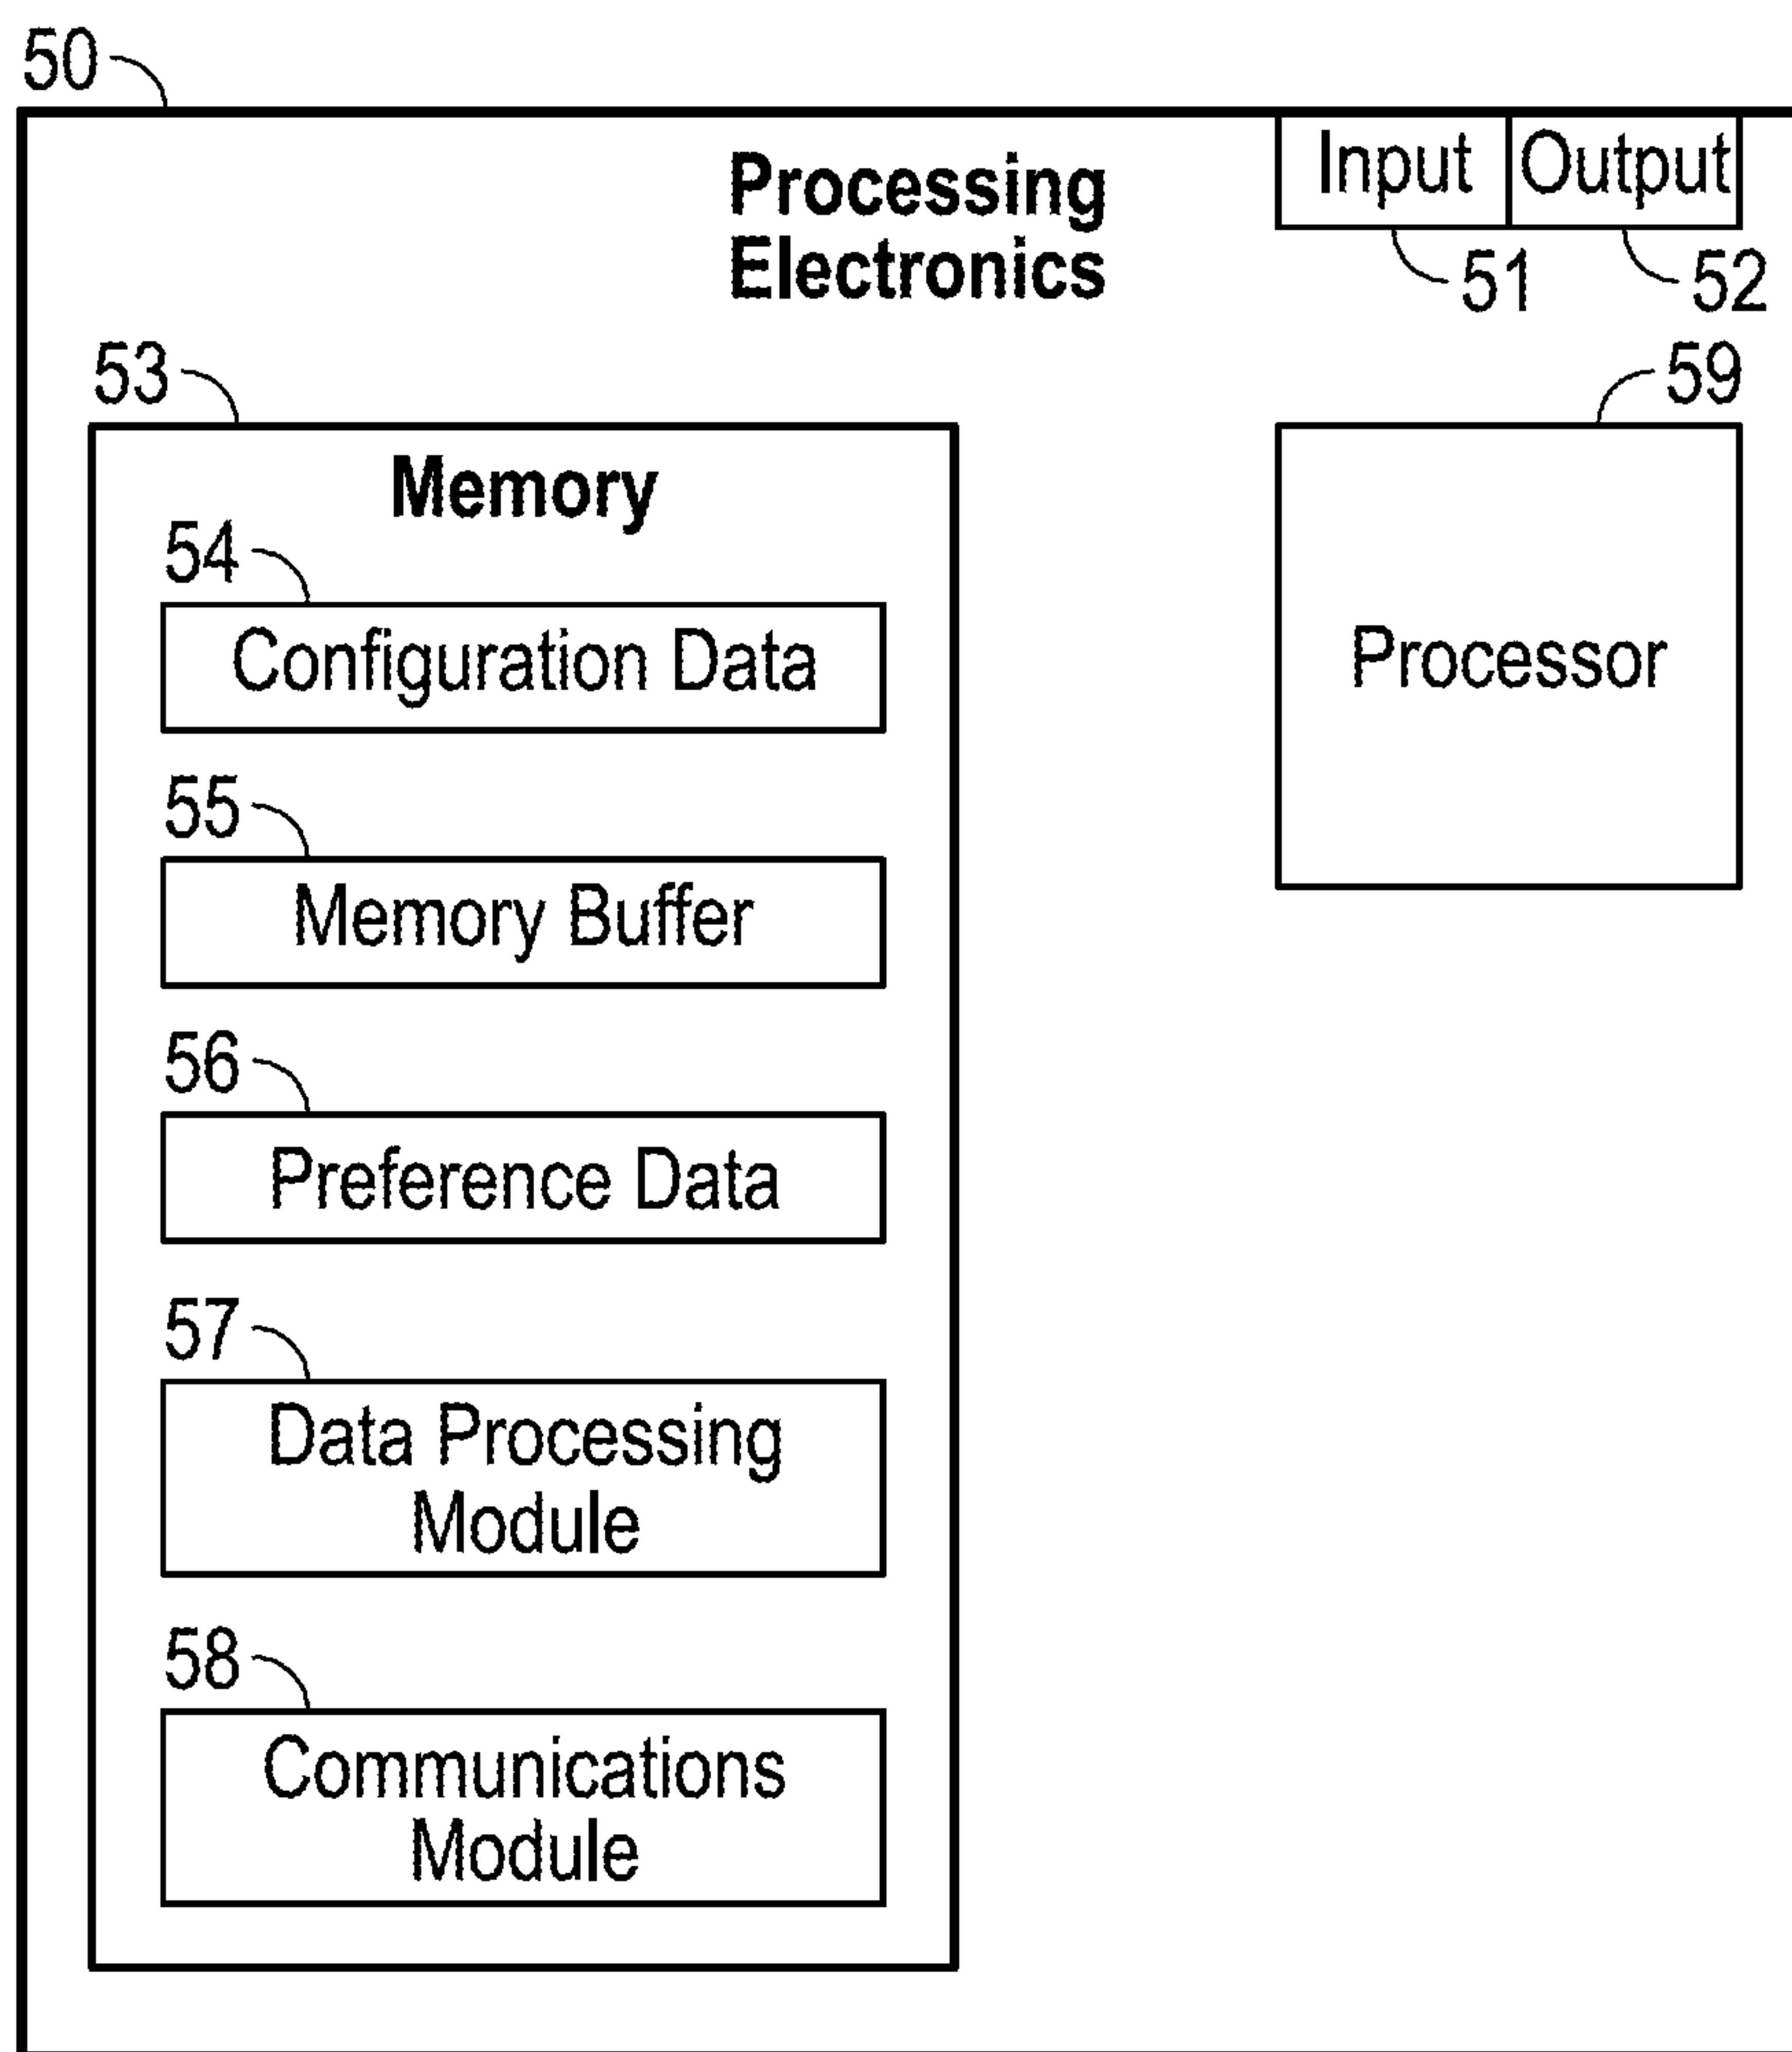 50
Processing
Electronics
Input
Output
51
52
53
59
Memory
Processor
54
Configuration Data
55
Memory Buffer
56
Preference Data
57
Data Processing
Module
58
Communications
Module